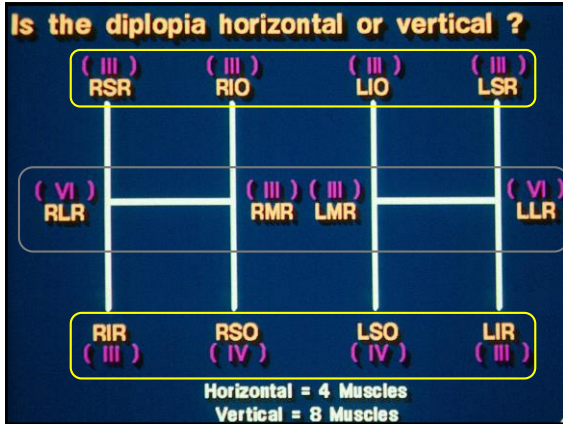 Is the diplopia horizontal or vertical ?
( III ) ( III ) ( III ) ( III )
RSR RIO LIO LSR
( VI ) ( III ) ( III ) ( VI )
RLR RMR LMR LLR
RIR RSO LSO LIR
( III ) ( IV ) ( IV ) ( III )
Horizontal = 4 Muscles
Vertical = 8 Muscles